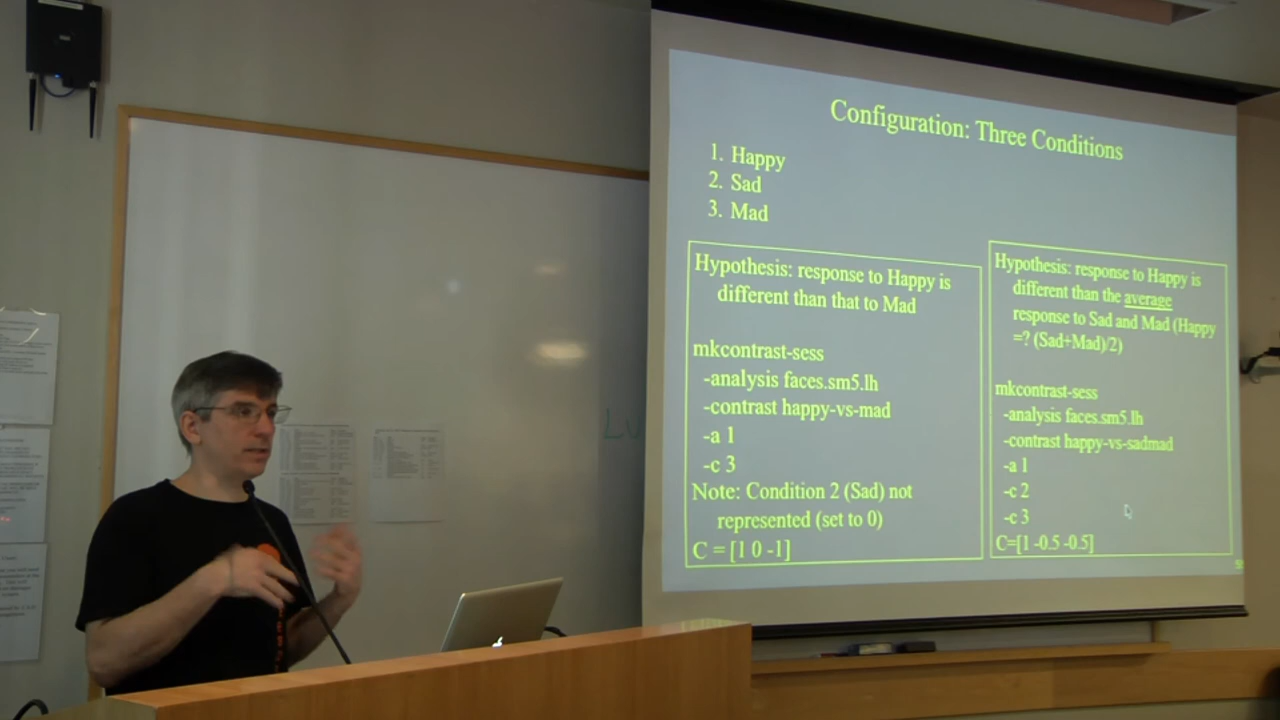 Configuration: Three Conditions
1. Happy
2. Sad
3. Mad
Hypothesis: response to Happy is
different than that to Mad
mkcontrast-sess
-analysis faces.sm5.lh
-contrast happy-vs-mad
-a 1
-c 3
Note: Condition 2 (Sad) not
represented (set to 0)
C = [1 0 -1]
Hypothesis: response to Happy is
different than the average
response to Sad and Mad (Happy
=? (Sad+Mad)/2)
mkcontrast-sess
-analysis faces.sm5.lh
-contrast happy-vs-sadmad
-a 1
-c 2
-c 3
C=[1 -0.5 -0.5]